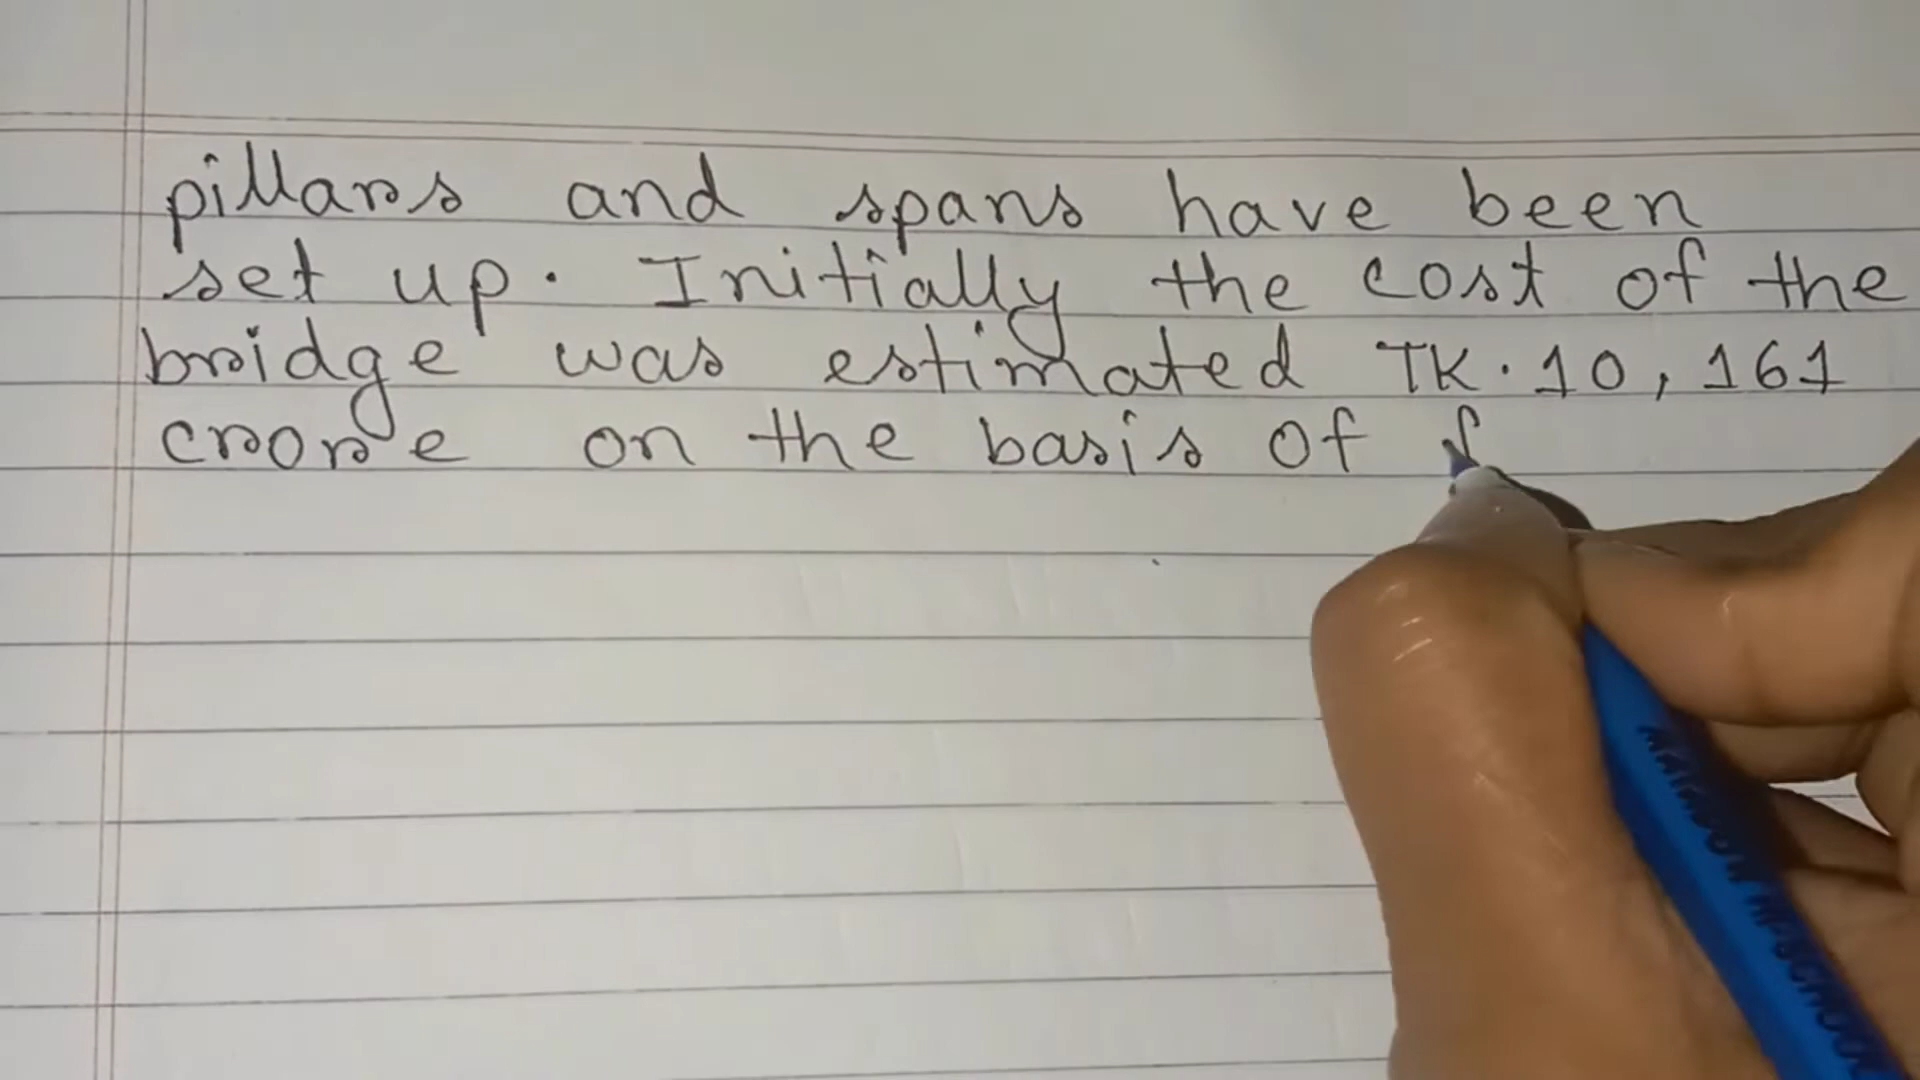 pillars and spans have been
set up. Initially the cost of the
bridge was estimated TK. 10,161
crore on the basis of